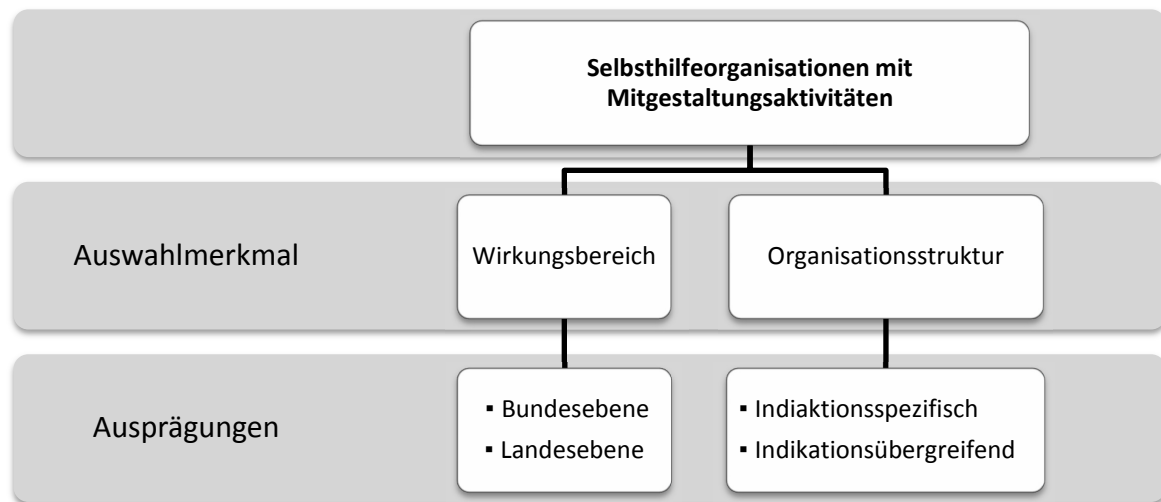 Selbsthilfeorganisationen mit
Mitgestaltungsaktivitäten
Auswahlmerkmal
Wirkungsbereich
Organisationsstruktur
Ausprägungen
▪ Bundesebene
▪ Landesebene
▪ Indiaktionsspezifisch
▪ Indikationsübergreifend